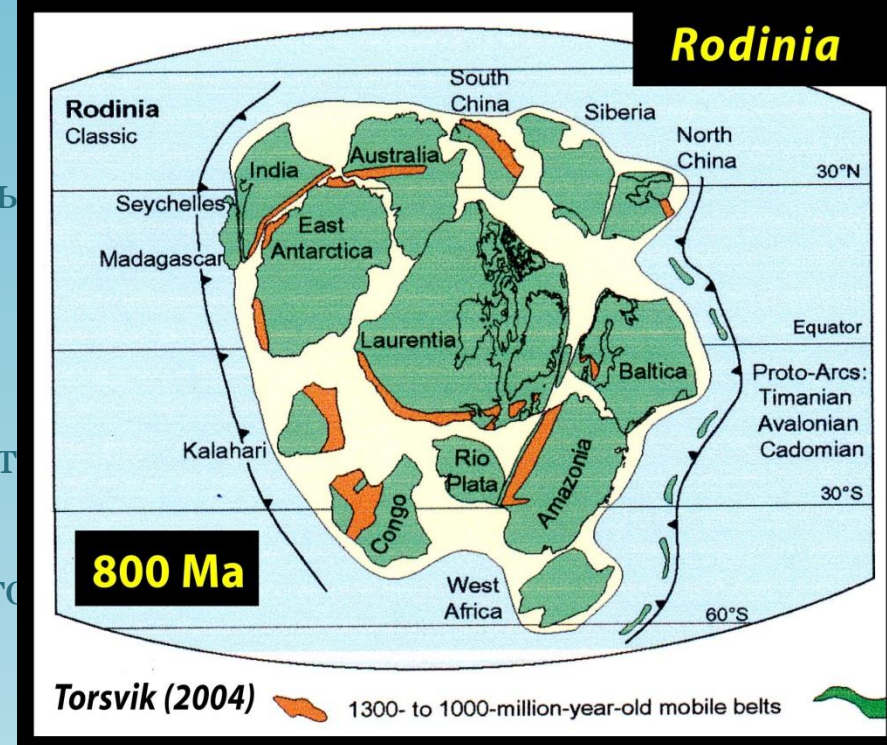 Rodinia
Rodinia
Classic
South
China
Siberia
North
China
India
Australia
30°N
Seychelles
East
Antarctica
Madagascar
Laurentia
Equator
Baltica
Proto-Arcs:
Timanian
Avalonian
Cadomian
Kalahari
Rio
Plata
Amazonia
30°S
Congo
800 Ma
West
Africa
60°S
Torsvik (2004)
1300- to 1000-million-year-old mobile belts